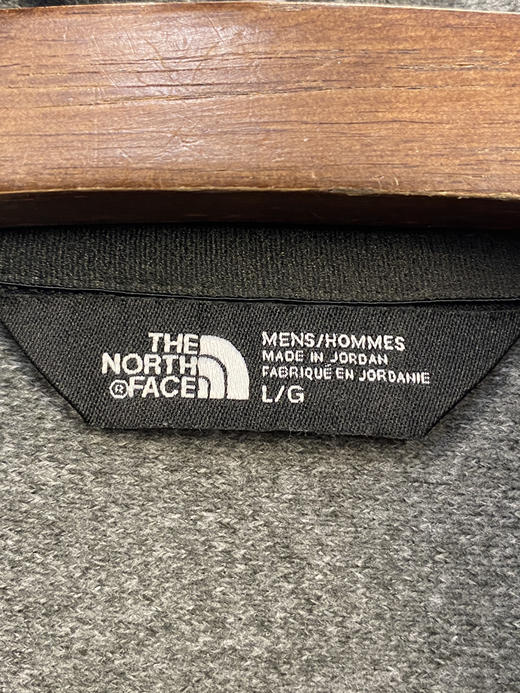 THE
NORTH
®FACE
MENS/HOMMES
MADE IN JORDAN
FABRIQUÉ EN JORDANIE
L/G